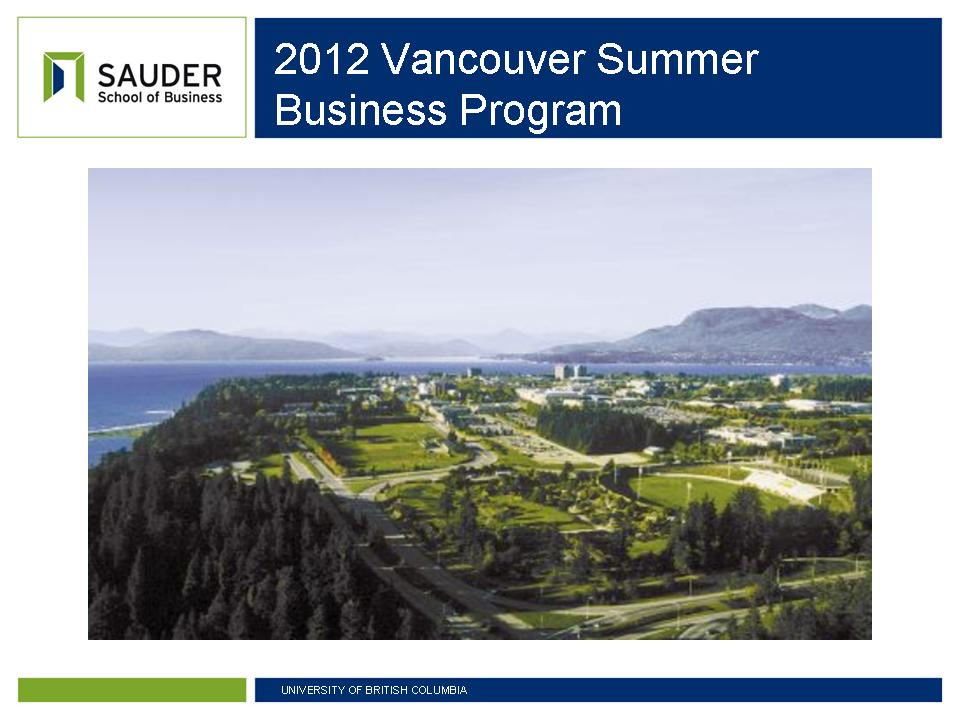 SAUDER
School of Business
2012 Vancouver Summer
Business Program
UNIVERSITY OF BRITISH COLUMBIA